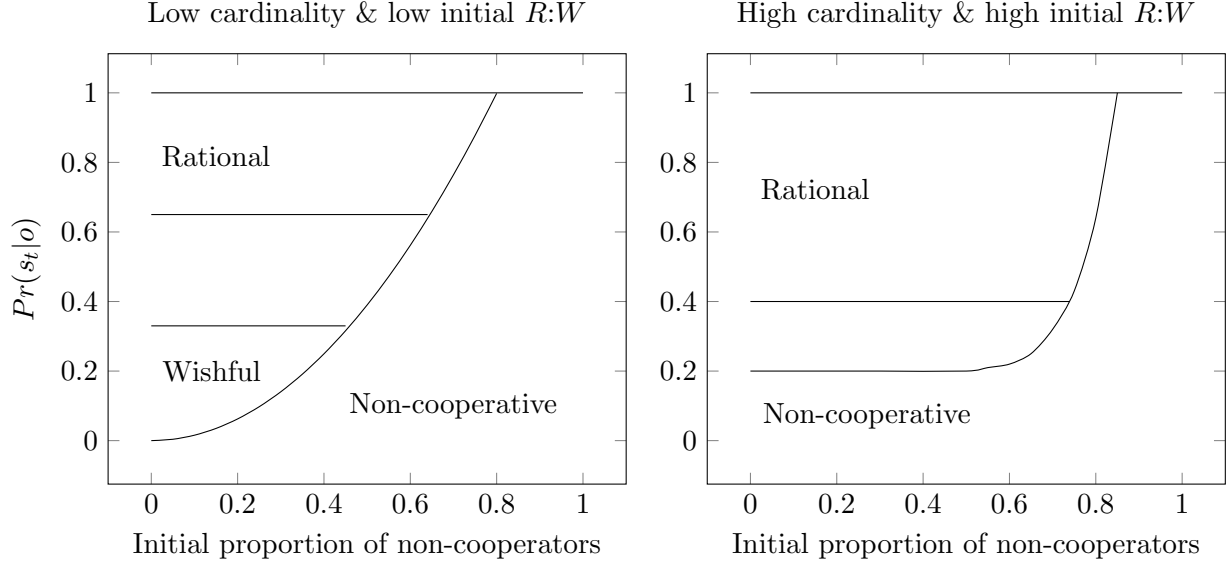 Low cardinality & low initial R:W
Pr(s_t|o)
1
0.8
0.6
0.4
0.2
0
Rational
Wishful
Non-cooperative
0 0.2 0.4 0.6 0.8 1
Initial proportion of non-cooperators
High cardinality & high initial R:W
1
0.8
0.6
0.4
0.2
0
Rational
Non-cooperative
0 0.2 0.4 0.6 0.8 1
Initial proportion of non-cooperators